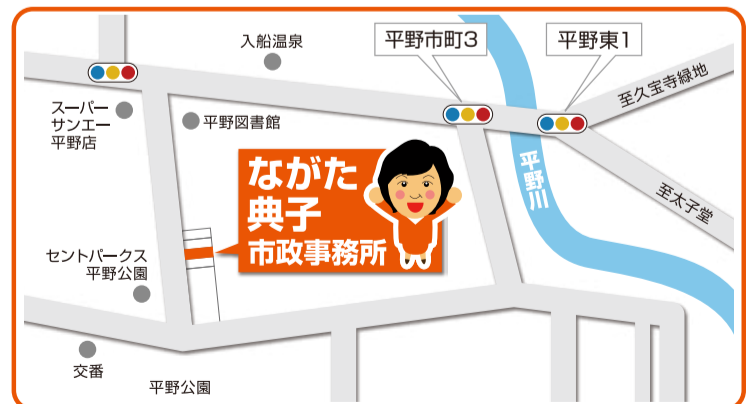 入船温泉
平野市町3
平野東1
スーパー
サンエー
平野店
平野図書館
至久宝寺緑地
ながた
典子
市政事務所
平野川
至太子堂
セントパークス
平野公園
交番
平野公園